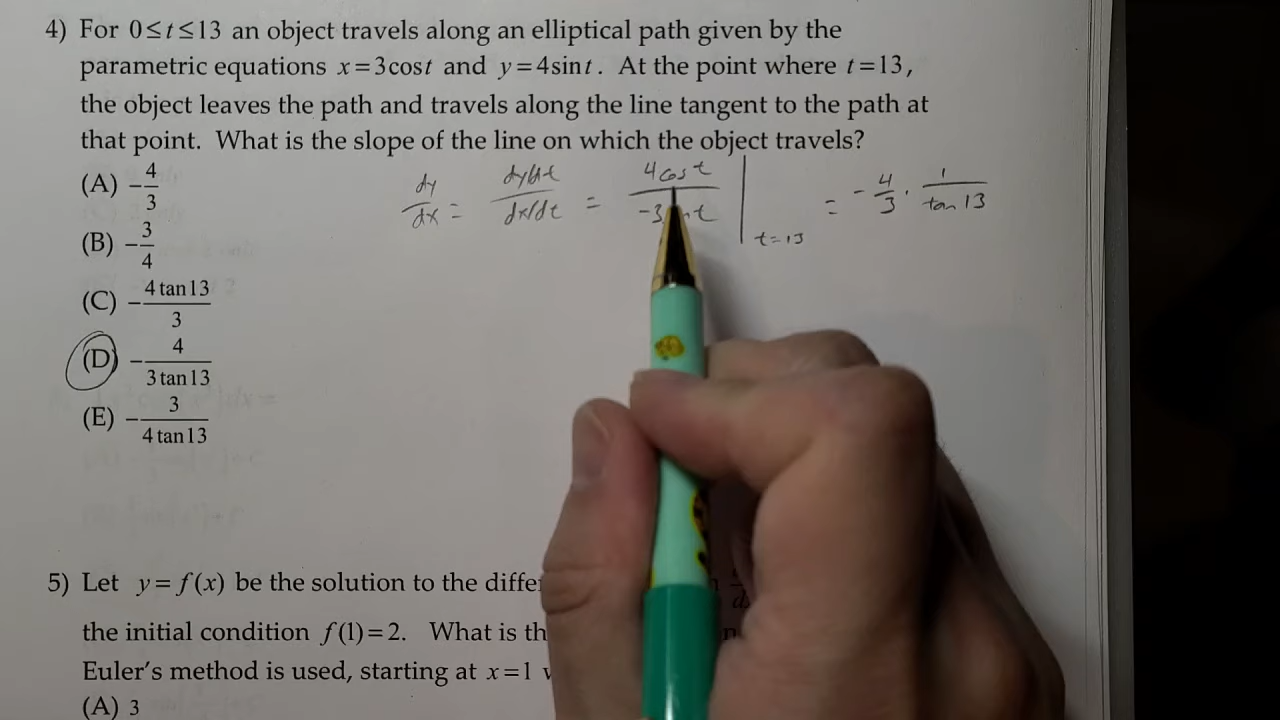 4) For 0≤t≤13 an object travels along an elliptical path given by the
parametric equations x=3cost and y=4sint. At the point where t=13,
the object leaves the path and travels along the line tangent to the path at
that point. What is the slope of the line on which the object travels?
(A) -4/3
(B) -3/4
(C) -4tan13/3
(D) -4/3tan13
(E) -3/4tan13
dy/dx = dy/dt / dx/dt = 4cos t / -3 t | t=13 = -4/3 · 1/tan 13
5) Let y=f(x) be the solution to the
the initial condition f(1)=2. What is
Euler's method is used, starting at x=1
(A) 3